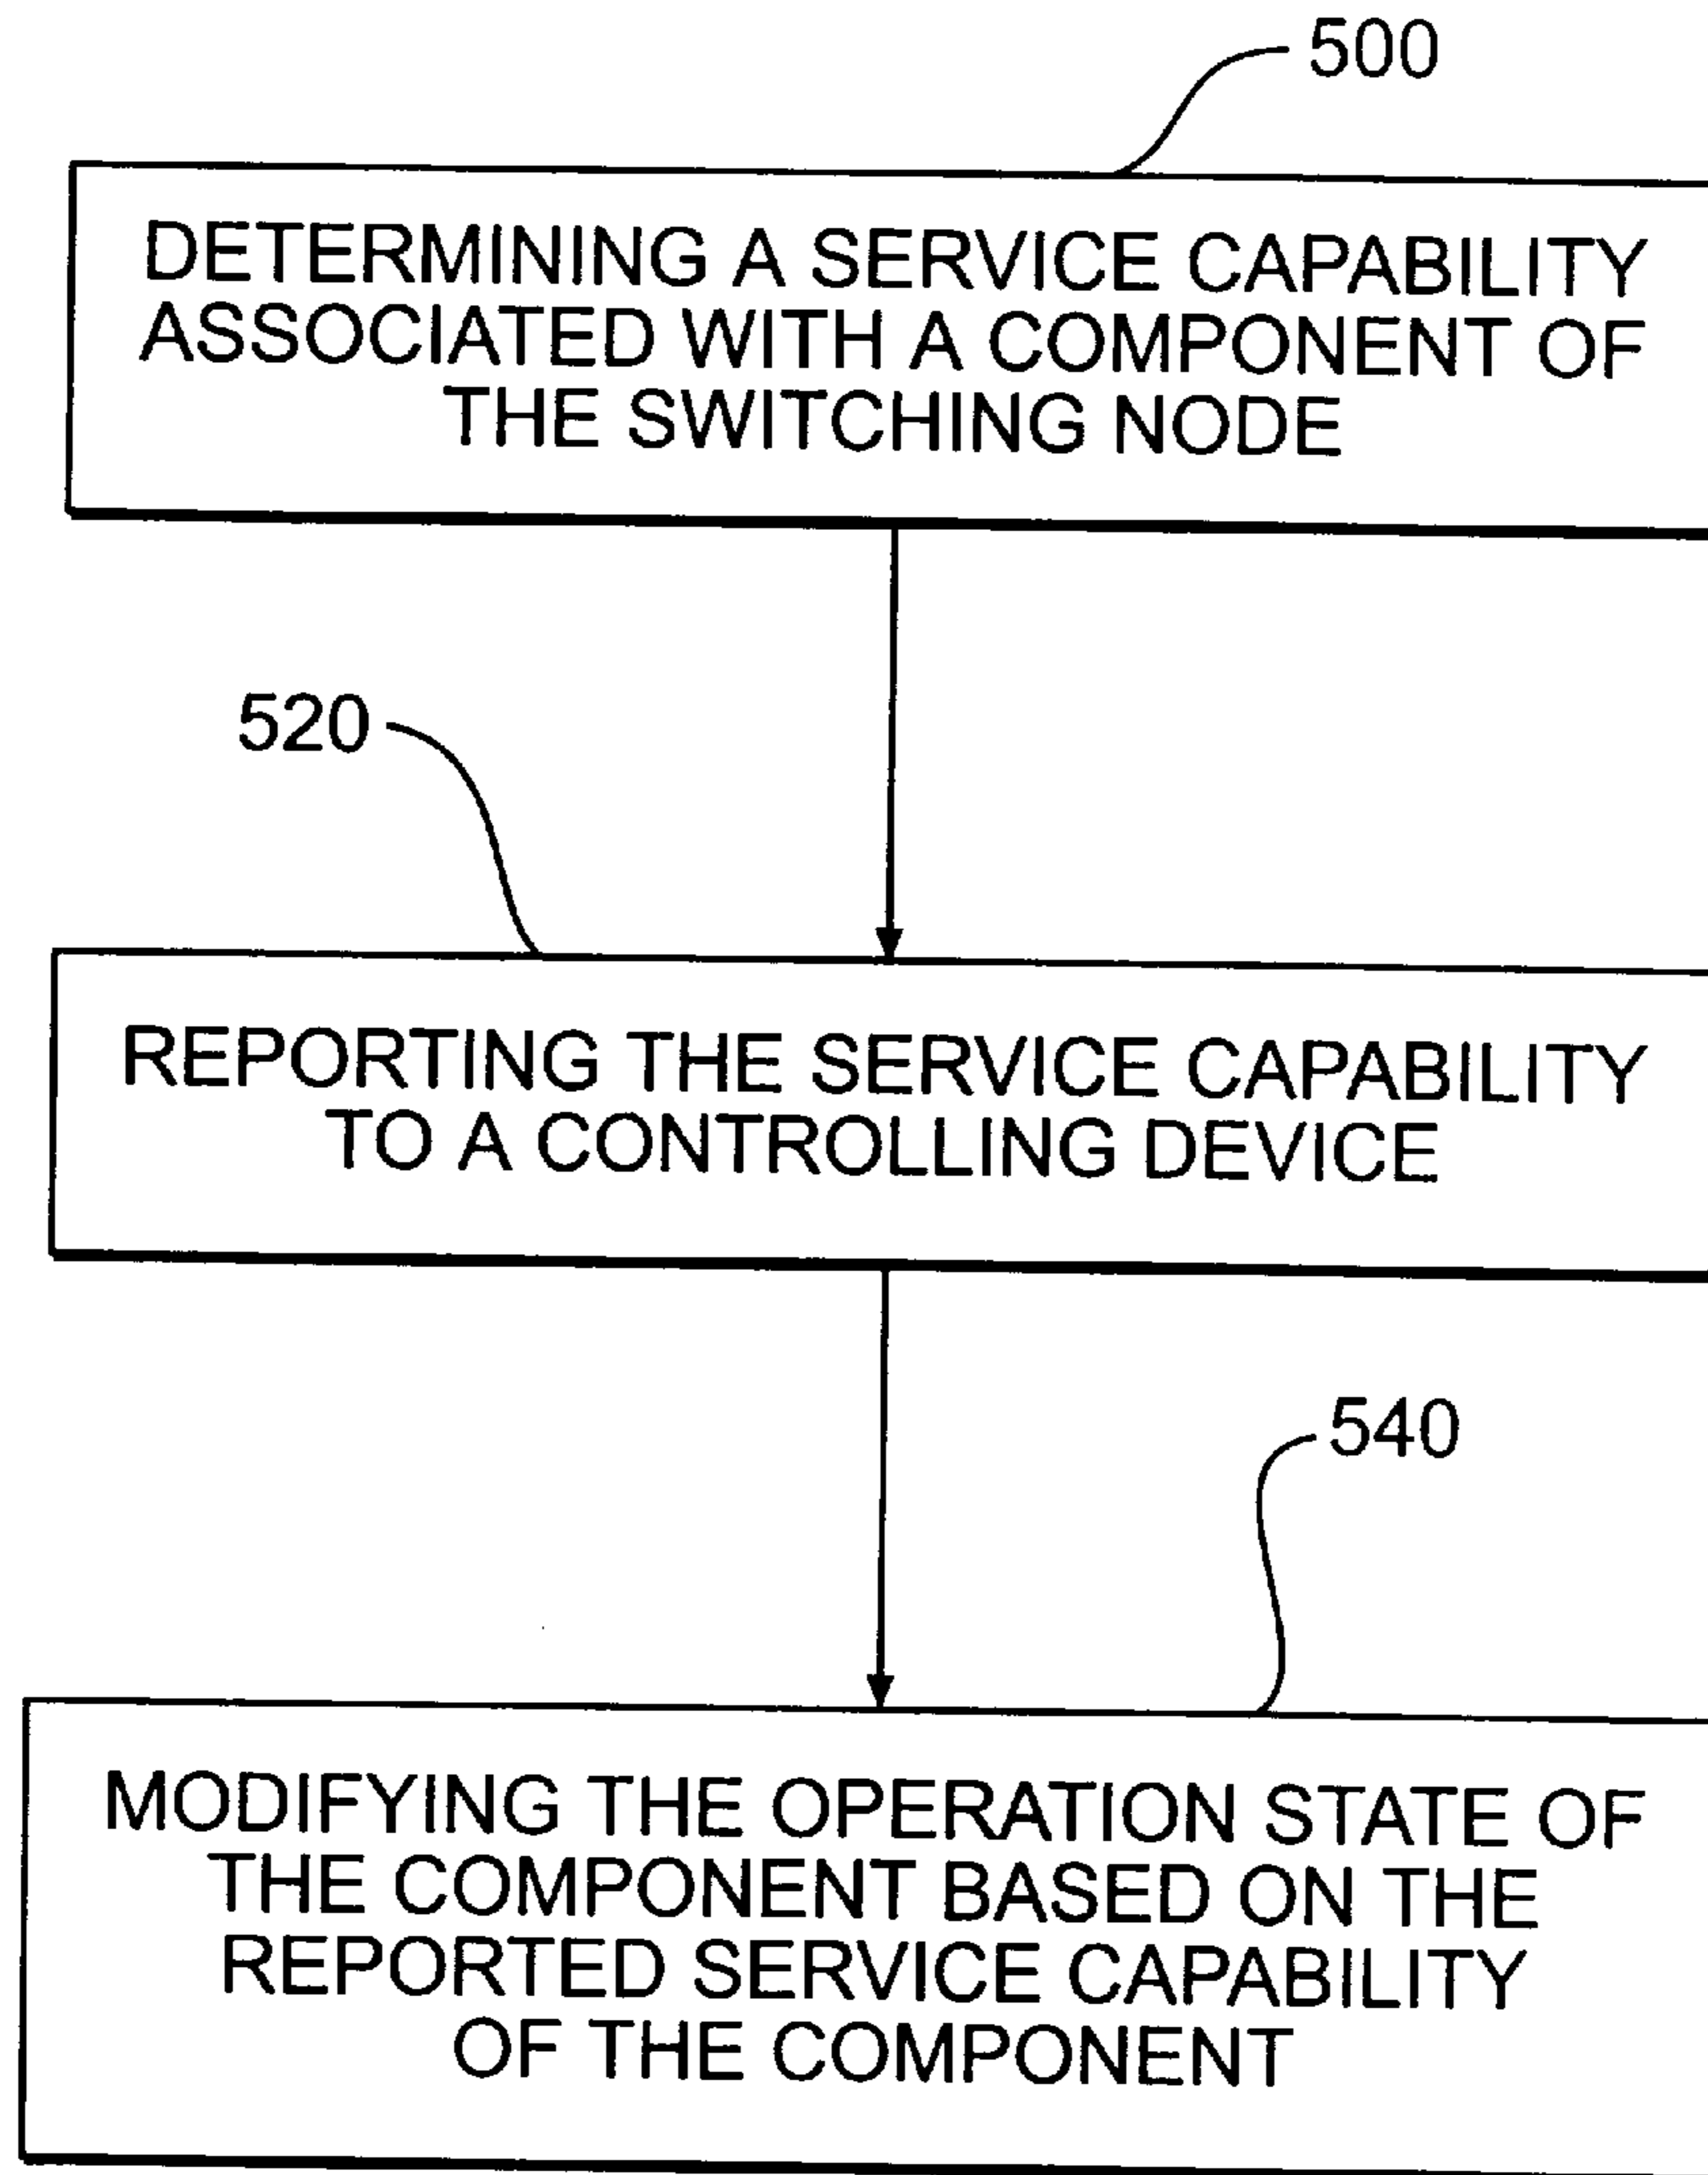 500
DETERMINING A SERVICE CAPABILITY
ASSOCIATED WITH A COMPONENT OF
THE SWITCHING NODE
520
REPORTING THE SERVICE CAPABILITY
TO A CONTROLLING DEVICE
540
MODIFYING THE OPERATION STATE OF
THE COMPONENT BASED ON THE
REPORTED SERVICE CAPABILITY
OF THE COMPONENT